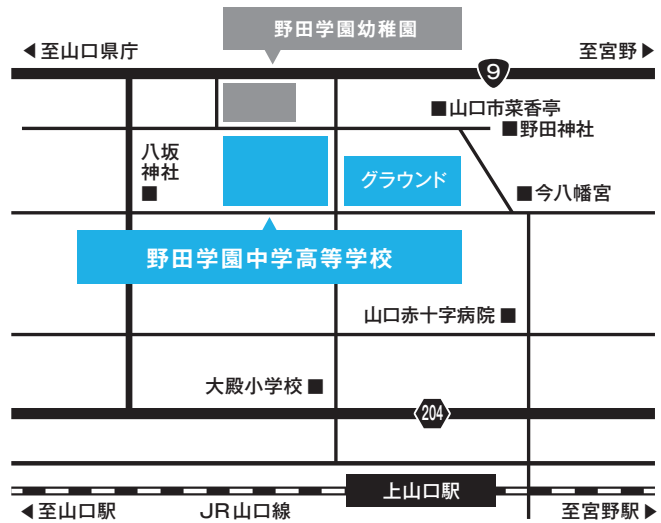 野田学園幼稚園
◀至山口県庁
至宮野▶
9
■山口市菜香亭
■野田神社
八坂
神社
■
グラウンド
■今八幡宮
野田学園中学高等学校
山口赤十字病院■
大殿小学校■
204
上山口駅
◀至山口駅
JR山口線
至宮野駅▶